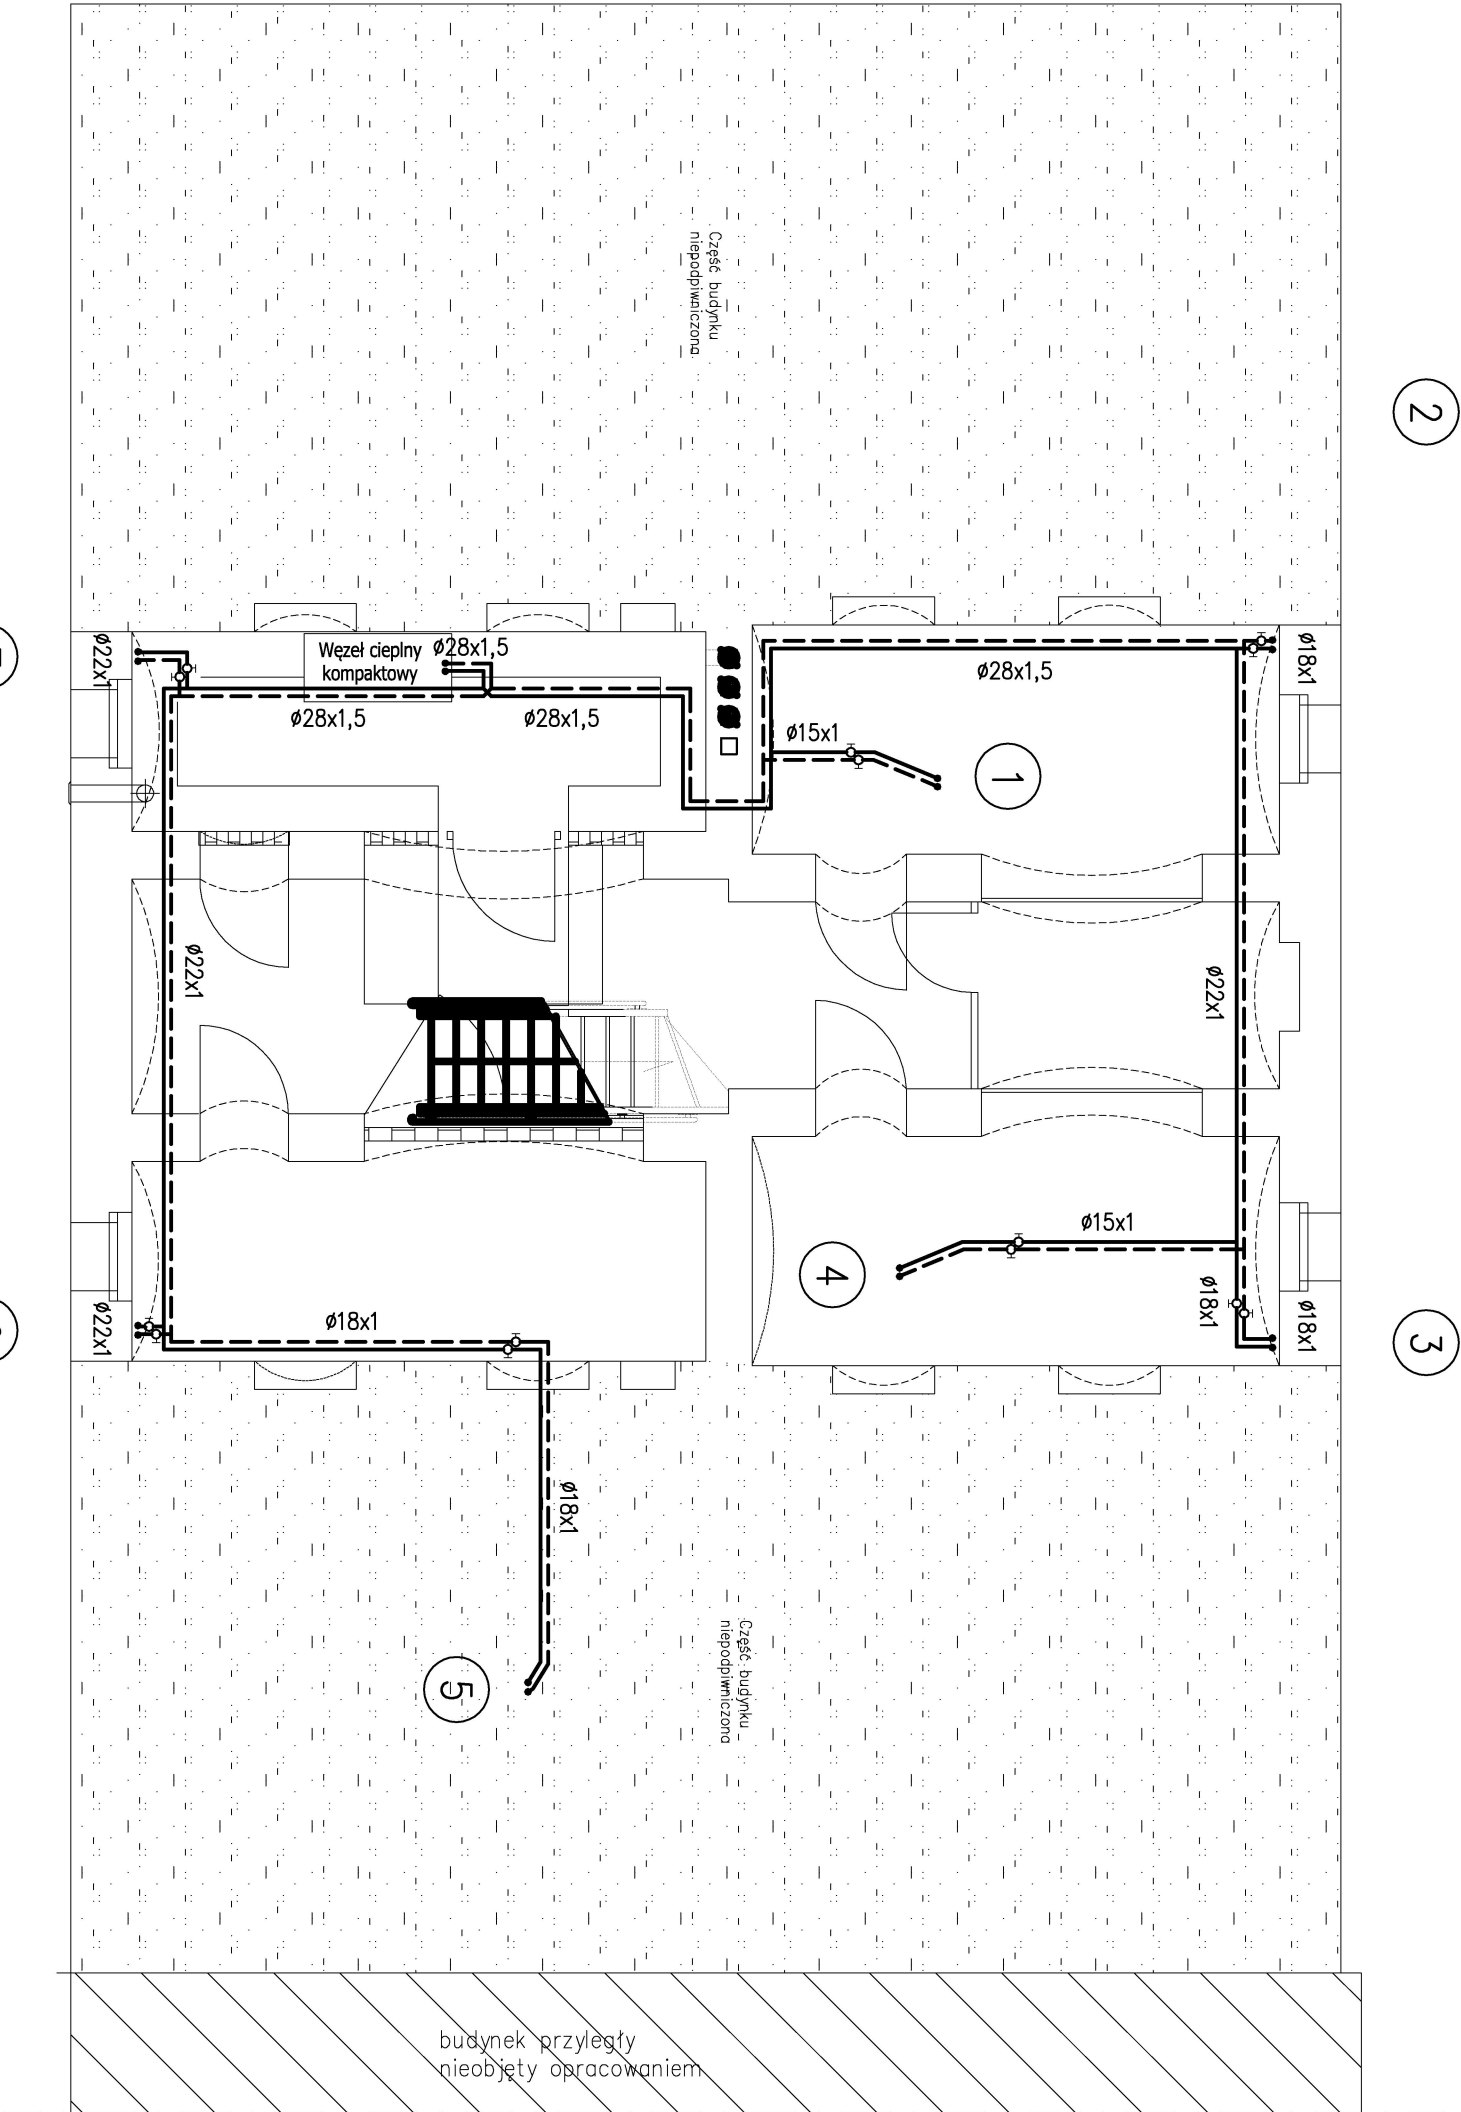 Część budynku
niepodpiwniczona
2
ø22x1
Węzeł cieplny
kompaktowy
ø28x1,5
ø18x1
ø28x1,5
ø28x1,5
ø28x1,5
ø15x1
1
ø22x1
ø22x1
ø15x1
4
ø18x1
ø18x1
ø22x1
ø18x1
3
ø18x1
5
Część budynku
niepodpiwniczona
budynek przyległy
nieobjęty opracowaniem